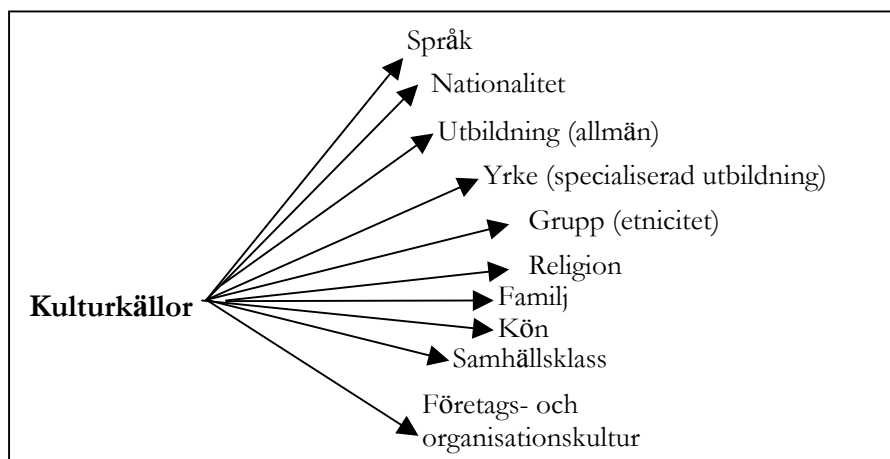 Språk
Nationalitet
Utbildning (allmän)
Yrke (specialiserad utbildning)
Grupp (etnicitet)
Religion
Kulturkällor
Familj
Kön
Samhällsklass
Företags- och
organisationskultur